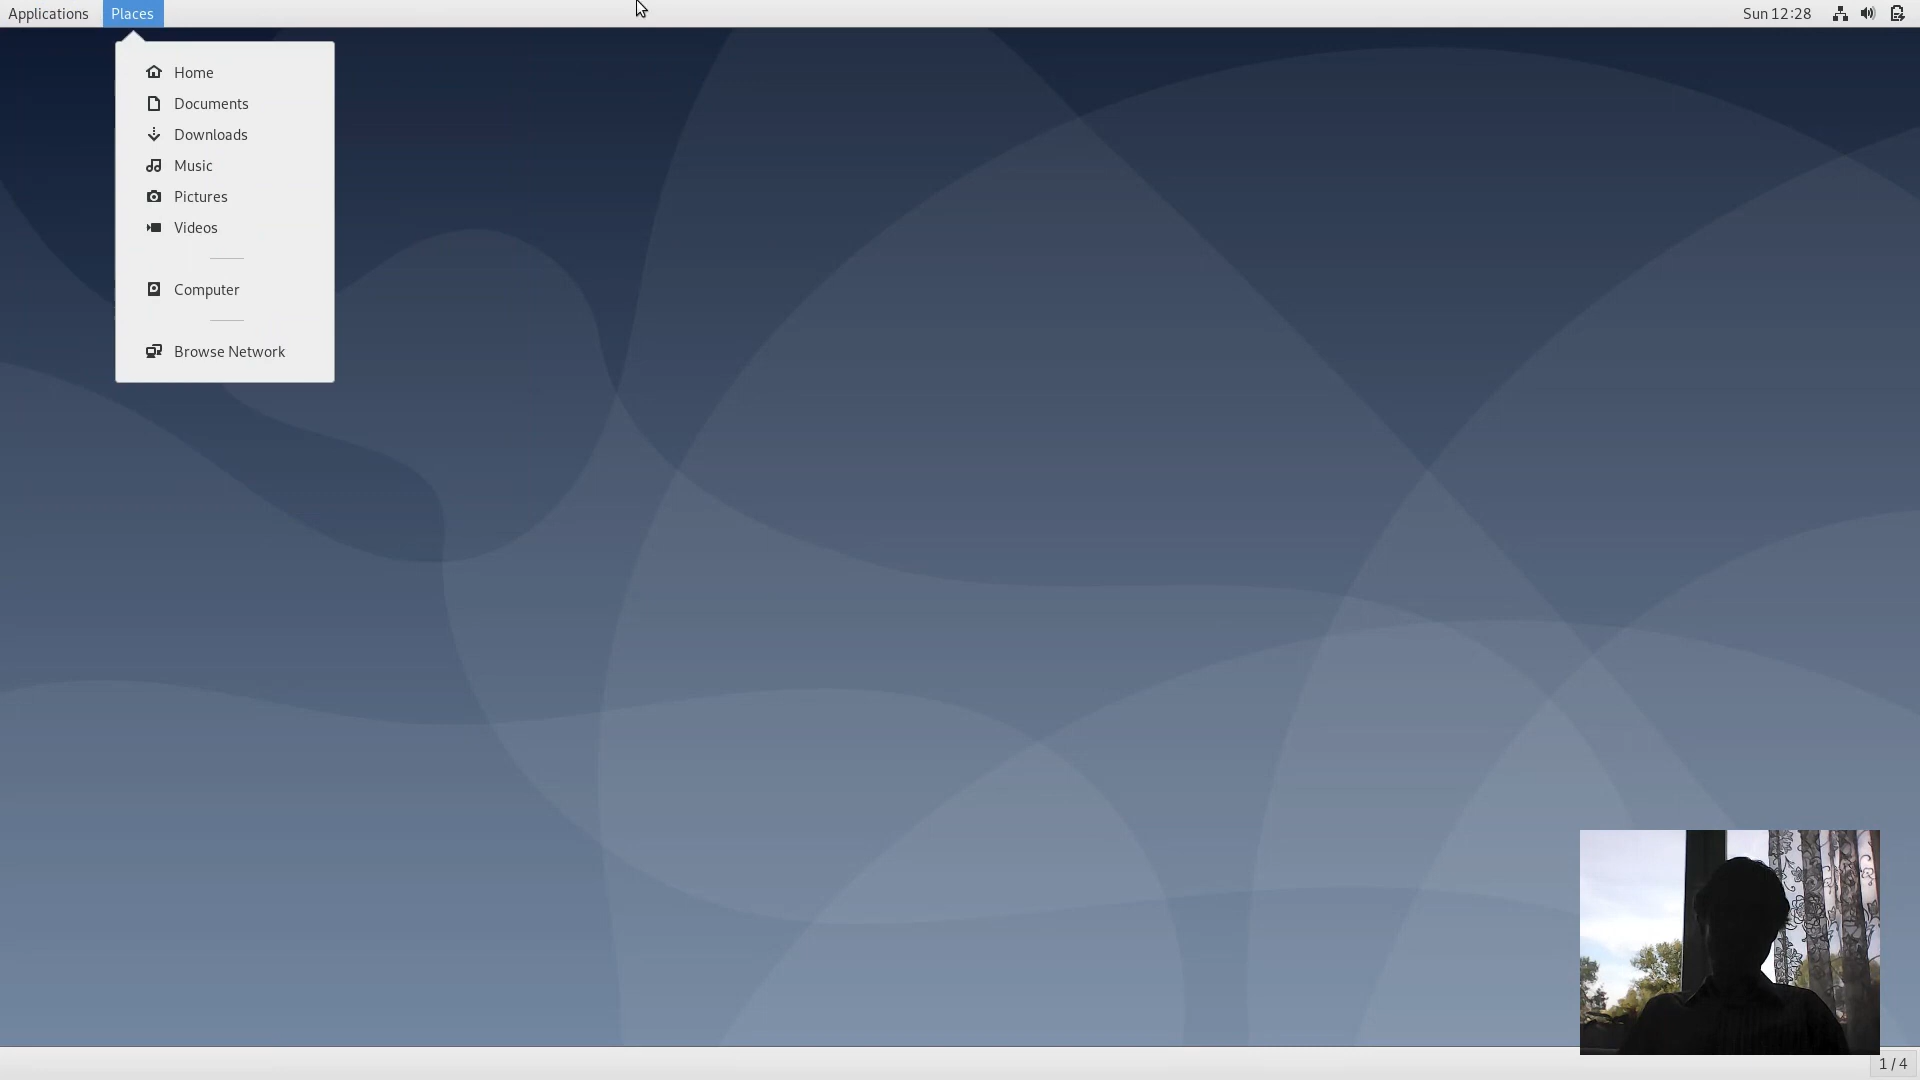 Applications Places Sun 12:28
Home
Documents
Downloads
Music
Pictures
Videos
Computer
Browse Network
1 / 4